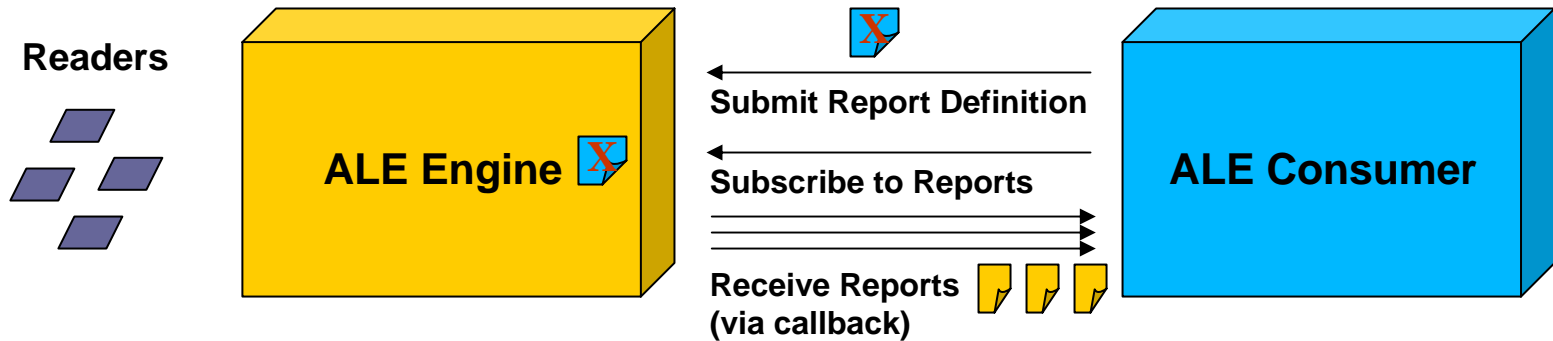 Readers
ALE Engine
X
X
Submit Report Definition
Subscribe to Reports
Receive Reports
(via callback)
ALE Consumer